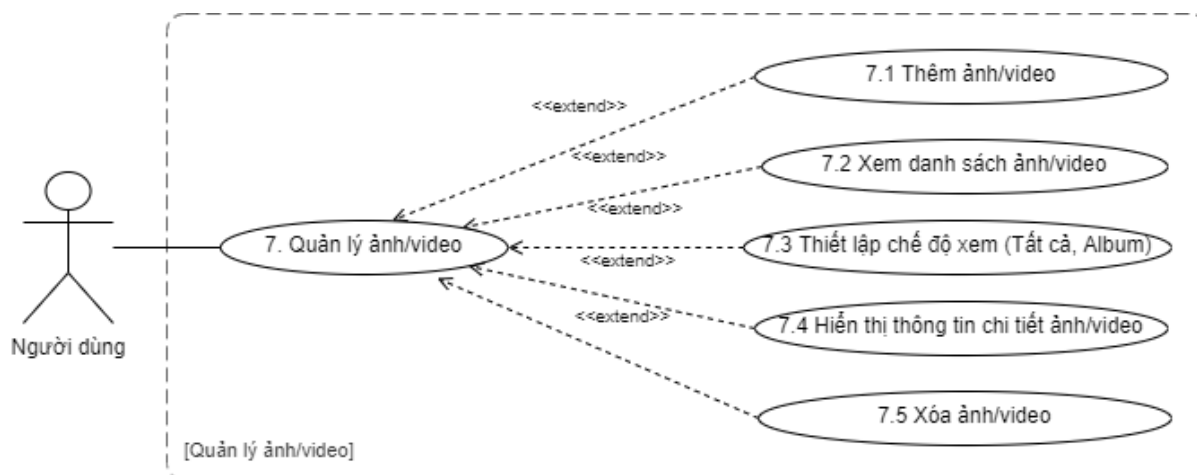 7.1 Thêm ảnh/video
<<extend>>
<<extend>>
7.2 Xem danh sách ảnh/video
<<extend>>
7. Quản lý ảnh/video
7.3 Thiết lập chế độ xem (Tất cả, Album)
<<extend>>
<<extend>>
7.4 Hiển thị thông tin chi tiết ảnh/video
Người dùng
7.5 Xóa ảnh/video
[Quản lý ảnh/video]